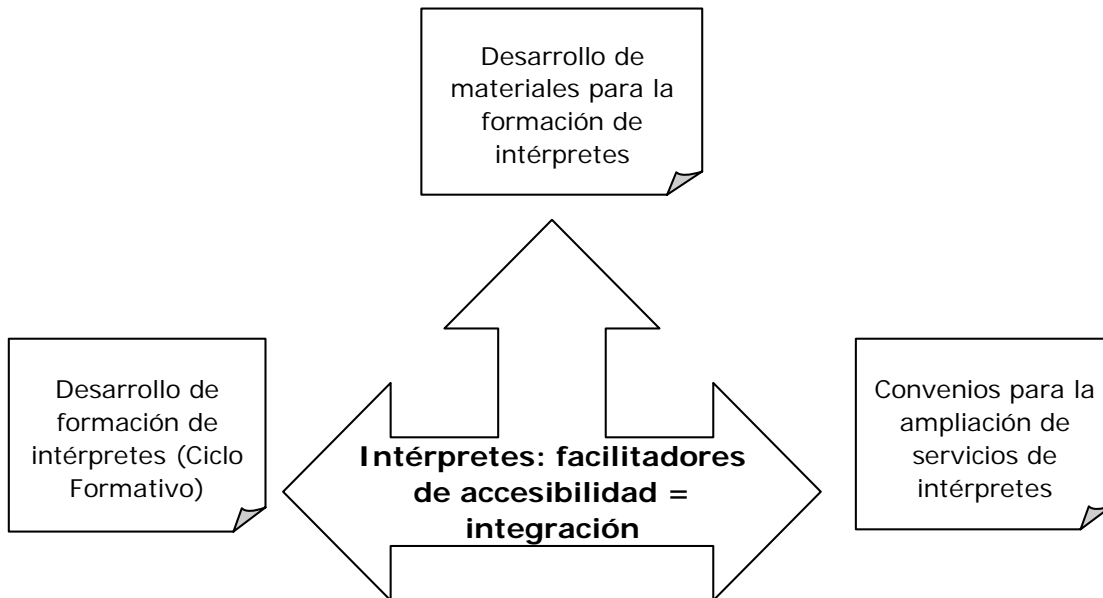 Desarrollo de
materiales para la
formación de
intérpretes
Desarrollo de
formación de
intérpretes (Ciclo
Formativo)
Intérpretes: facilitadores
de accesibilidad =
integración
Convenios para la
ampliación de
servicios de
intérpretes